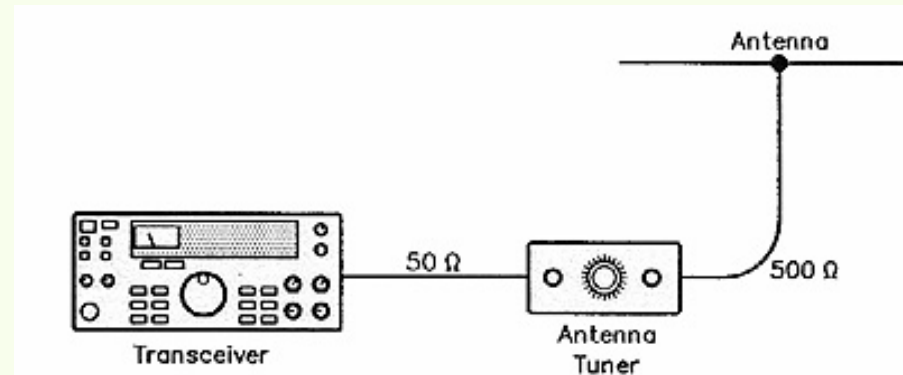 Antenna
50 Ω
500 Ω
Transceiver
Antenna
Tuner